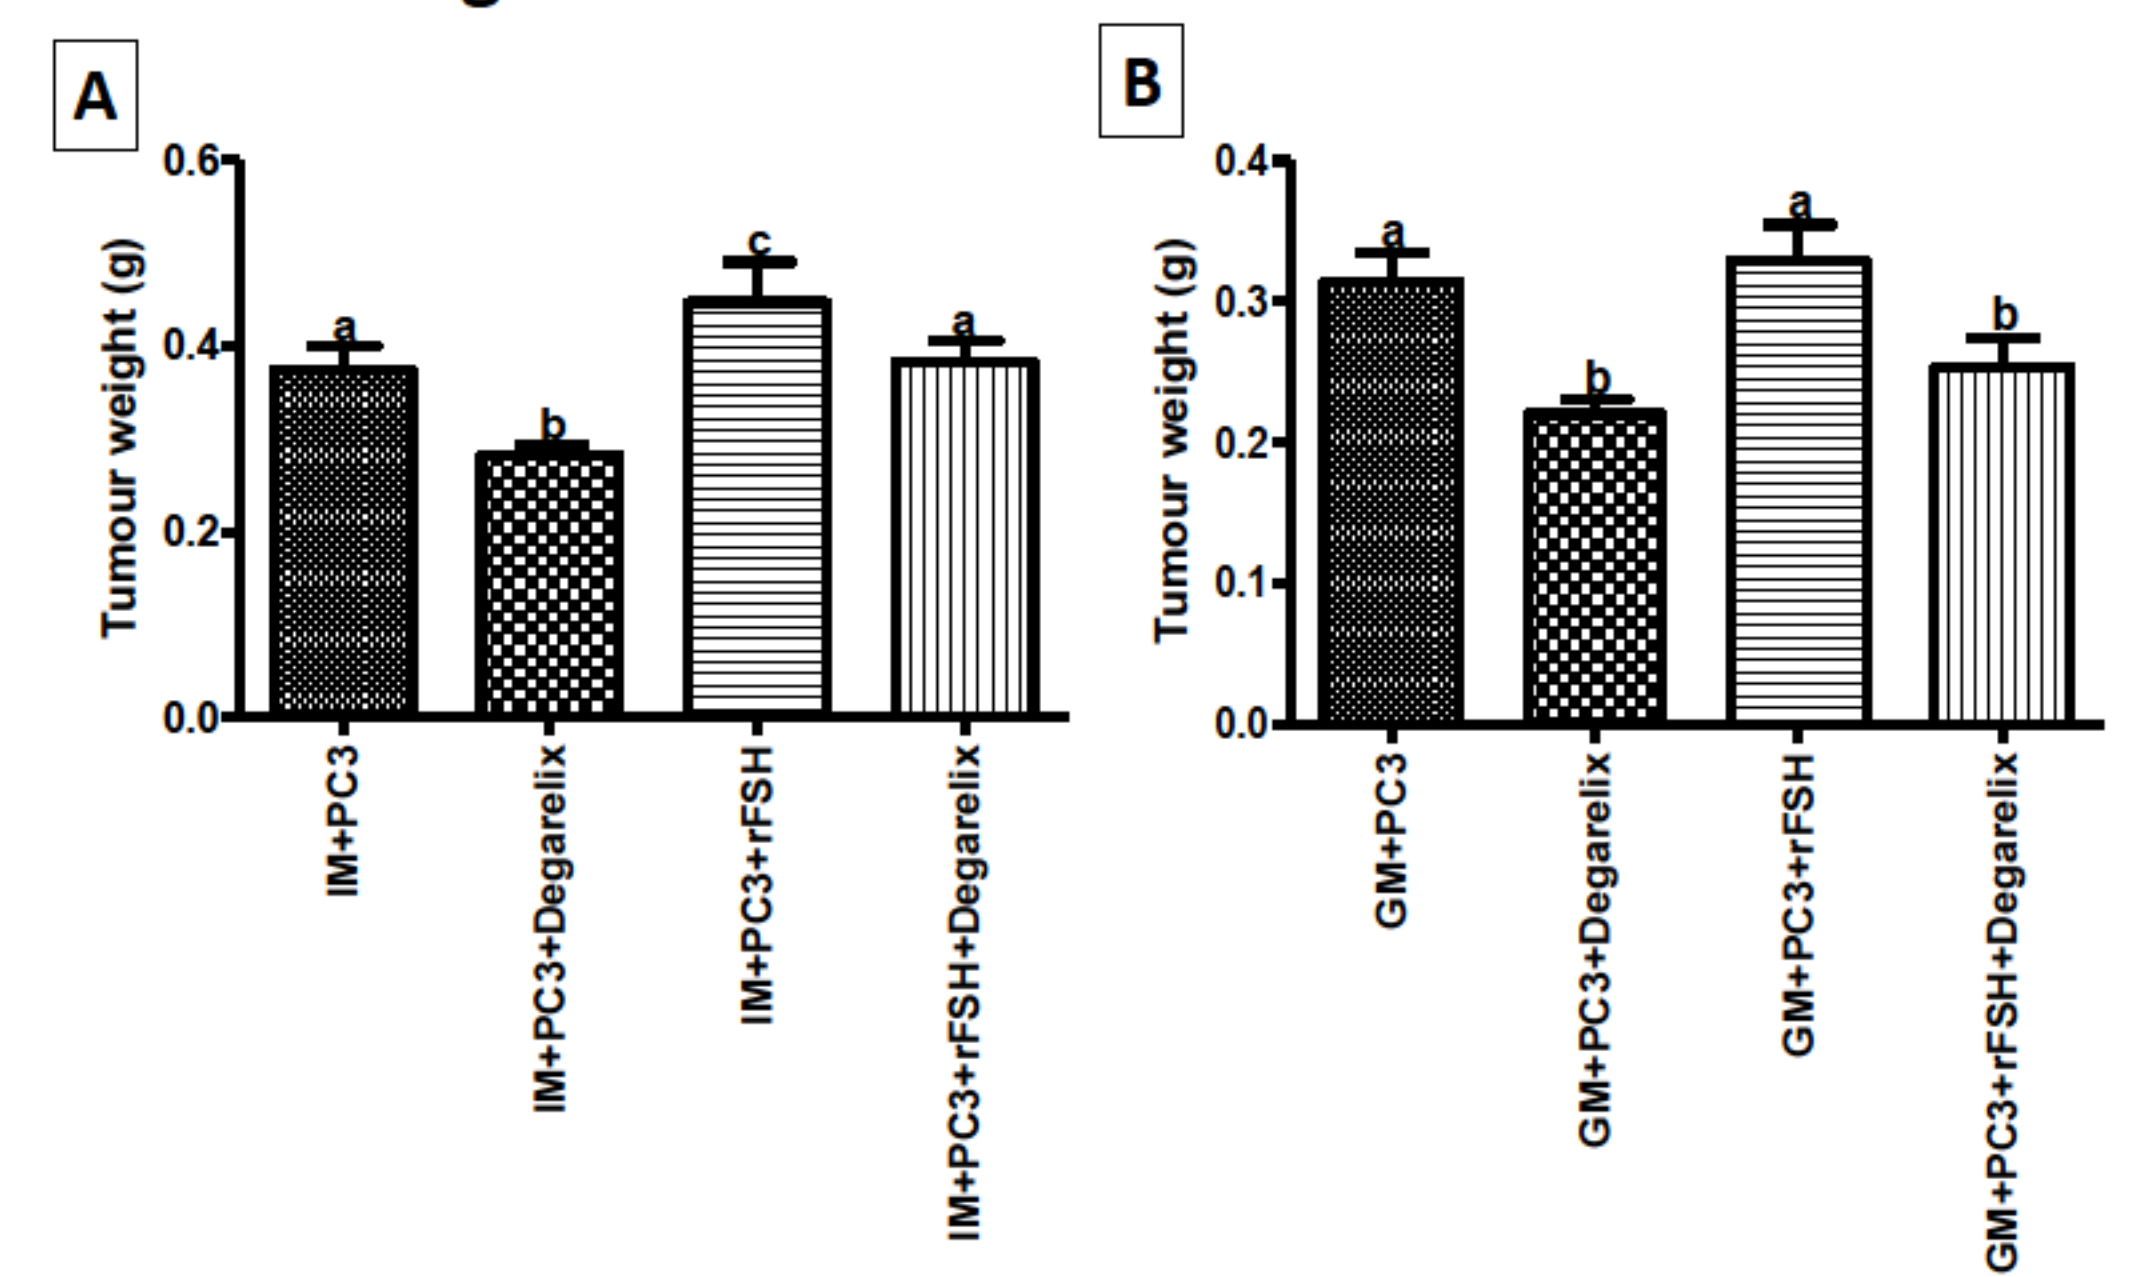 A
0.6
0.4
0.2
0.0
Tumour weight (g)
a
b
c
a
IM+PC3
IM+PC3+Degarelix
IM+PC3+rFSH
IM+PC3+rFSH+Degarelix
B
0.4
0.3
0.2
0.1
0.0
Tumour weight (g)
a
b
a
b
GM+PC3
GM+PC3+Degarelix
GM+PC3+rFSH
GM+PC3+rFSH+Degarelix